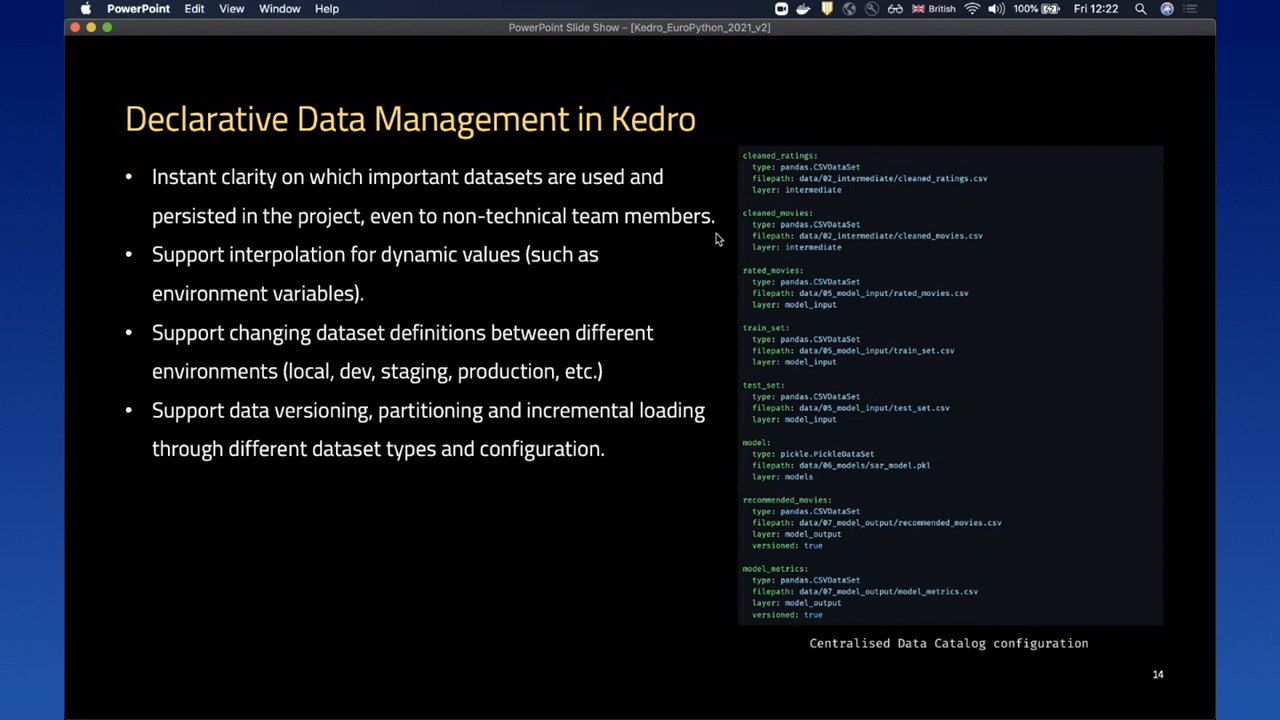 PowerPoint Edit View Window Help British 100% Fri 12:22
PowerPoint Slide Show – [Kedro_EuroPython_2021_v2]
Declarative Data Management in Kedro
• Instant clarity on which important datasets are used and
persisted in the project, even to non-technical team members.
• Support interpolation for dynamic values (such as
environment variables).
• Support changing dataset definitions between different
environments (local, dev, staging, production, etc.)
• Support data versioning, partitioning and incremental loading
through different dataset types and configuration.
cleaned_ratings:
type: pandas.CSVDataSet
filepath: data/02_intermediate/cleaned_ratings.csv
layer: intermediate
cleaned_movies:
type: pandas.CSVDataSet
filepath: data/02_intermediate/cleaned_movies.csv
layer: intermediate
rated_movies:
type: pandas.CSVDataSet
filepath: data/05_model_input/rated_movies.csv
layer: model_input
train_set:
type: pandas.CSVDataSet
filepath: data/05_model_input/train_set.csv
layer: model_input
test_set:
type: pandas.CSVDataSet
filepath: data/05_model_input/test_set.csv
layer: model_input
model:
type: pickle.PickleDataSet
filepath: data/06_models/sar_model.pkl
layer: models
recommended_movies:
type: pandas.CSVDataSet
filepath: data/07_model_output/recommended_movies.csv
layer: model_output
versioned: true
model_metrics:
type: pandas.CSVDataSet
filepath: data/07_model_output/model_metrics.csv
layer: model_output
versioned: true
Centralised Data Catalog configuration
14